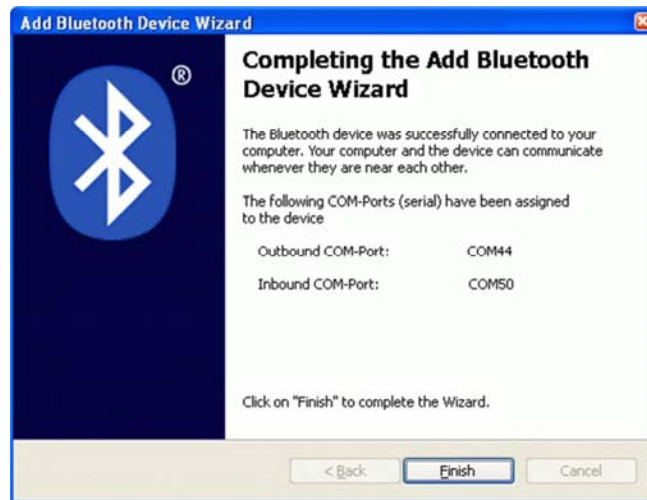 Add Bluetooth Device Wizard
®
Completing the Add Bluetooth
Device Wizard
The Bluetooth device was successfully connected to your
computer. Your computer and the device can communicate
whenever they are near each other.
The following COM-Ports (serial) have been assigned
to the device
Outbound COM-Port: COM44
Inbound COM-Port: COM50
Click on "Finish" to complete the Wizard.
< Back Finish Cancel